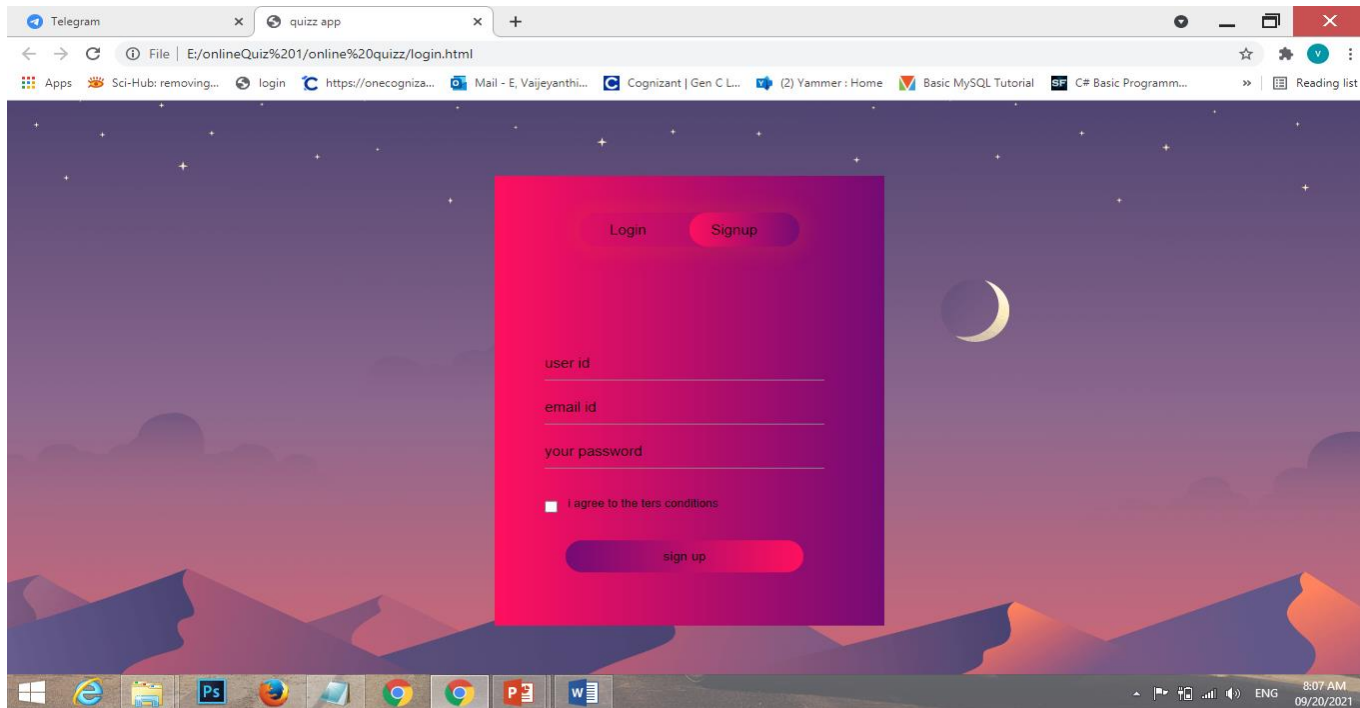 Telegram
quizz app
File | E:/onlineQuiz%201/online%20quizz/login.html
V
Apps Sci-Hub: removing... login https://onecogniza... Mail - E, Vaijeyanthi... Cognizant | Gen C L... (2) Yammer : Home Basic MySQL Tutorial SF C# Basic Programm... » Reading list
Login Signup
user id
email id
your password
i agree to the ters conditions
sign up
Ps
ENG
8:07 AM
09/20/2021